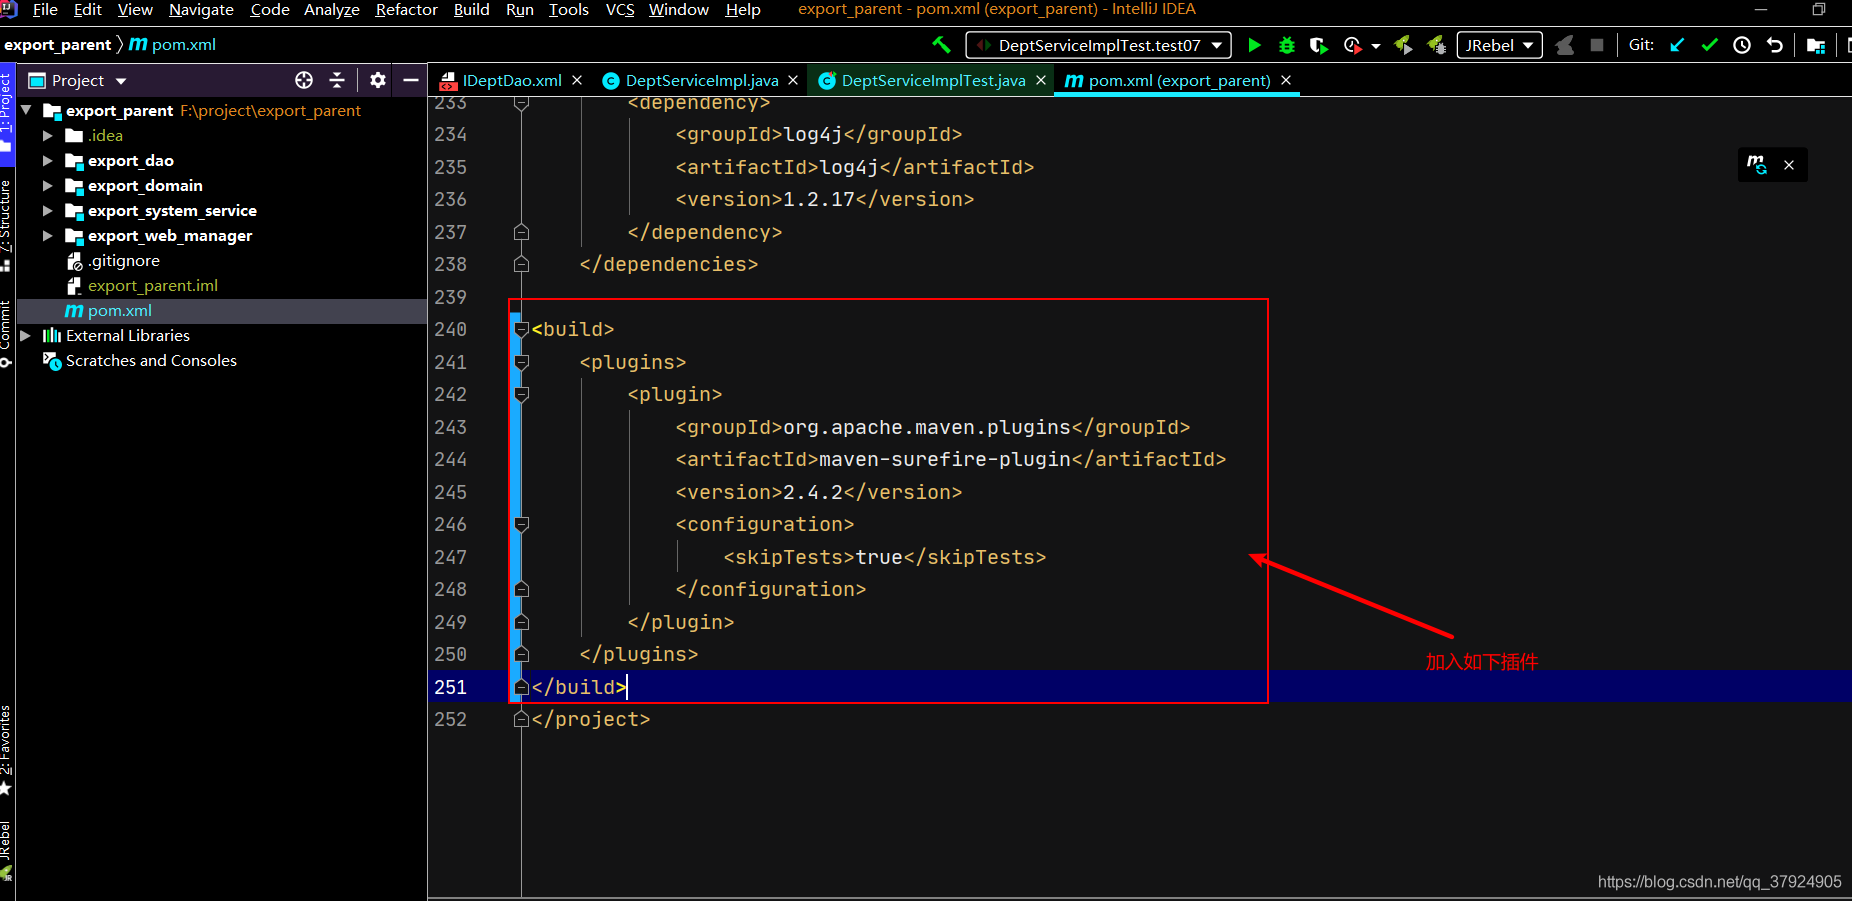 File Edit View Navigate Code Analyze Refactor Build Run Tools VCS Window Help export_parent - pom.xml (export_parent) - IntelliJ IDEA
export_parent pom.xml DeptServiceImplTest.test07 JRebel Git:
Project IDeptDao.xml DeptServiceImpl.java DeptServiceImplTest.java pom.xml (export_parent)
1: Project
7: Structure
Commit
2: Favorites
JRebel
export_parent F:\project\export_parent
.idea
export_dao
export_domain
export_system_service
export_web_manager
.gitignore
export_parent.iml
pom.xml
External Libraries
Scratches and Consoles
233 <dependency>
234 <groupId>log4j</groupId>
235 <artifactId>log4j</artifactId>
236 <version>1.2.17</version>
237 </dependency>
238 </dependencies>
239
240 <build>
241 <plugins>
242 <plugin>
243 <groupId>org.apache.maven.plugins</groupId>
244 <artifactId>maven-surefire-plugin</artifactId>
245 <version>2.4.2</version>
246 <configuration>
247 <skipTests>true</skipTests>
248 </configuration>
249 </plugin>
250 </plugins>
251 </build>
252 </project>
加入如下插件
https://blog.csdn.net/qq_37924905